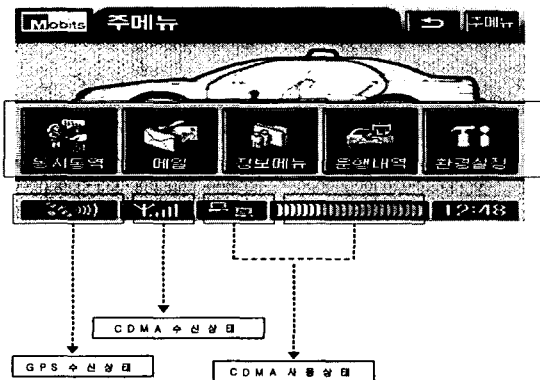 Mobits 주메뉴 주메뉴
동시통역 메일 정보메뉴 운행내역 환경설정
12:48
CDMA 수신상태
GPS 수신상태 CDMA 사용상태